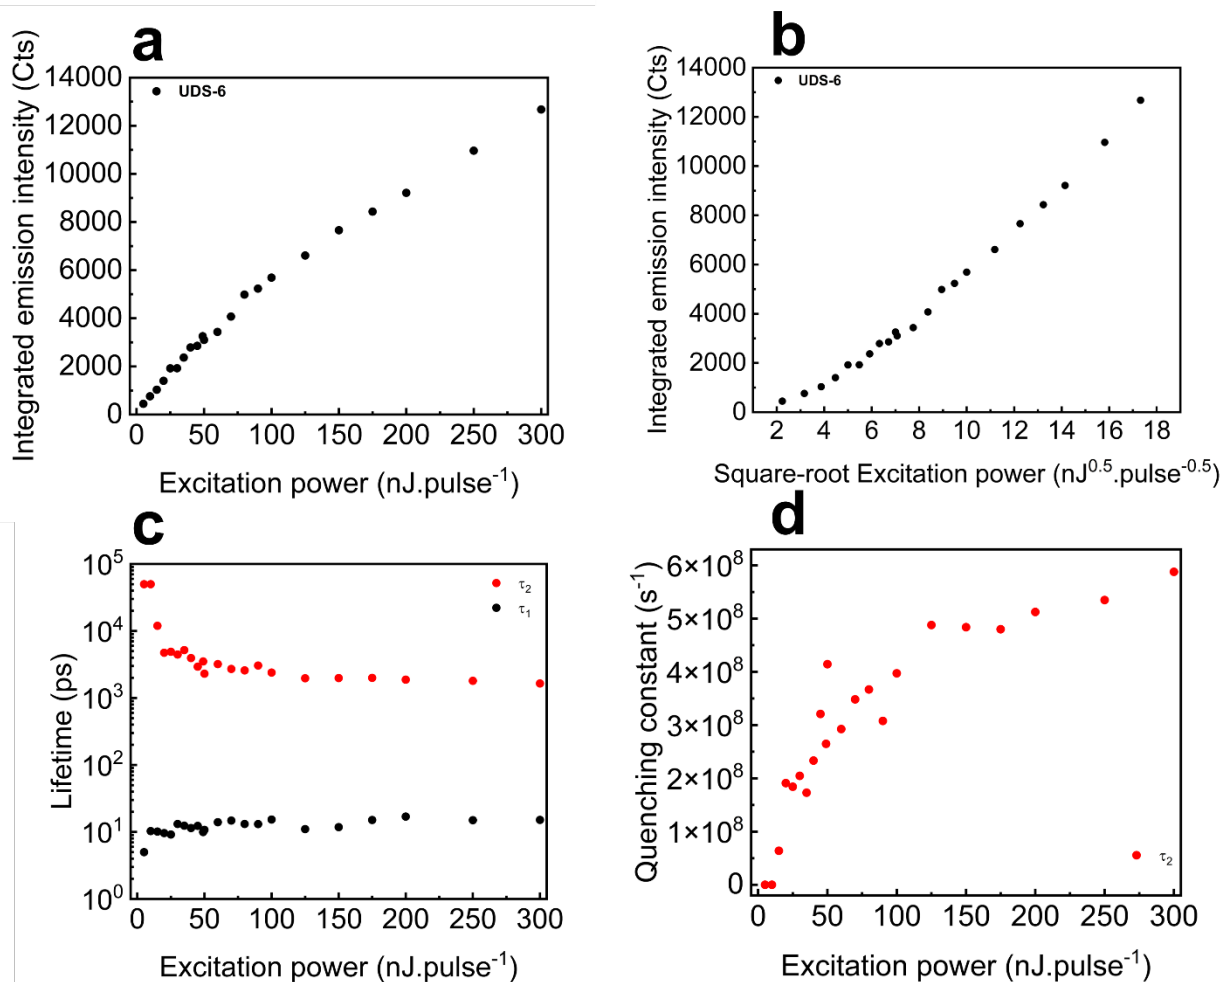 a
Integrated emission intensity (Cts)
14000
12000
10000
8000
6000
4000
2000
0
UDS-6
0 50 100 150 200 250 300
Excitation power (nJ.pulse⁻¹)
b
Integrated emission intensity (Cts)
14000
12000
10000
8000
6000
4000
2000
0
UDS-6
2 4 6 8 10 12 14 16 18
Square-root Excitation power (nJ⁰·⁵.pulse⁻⁰·⁵)
c
Lifetime (ps)
10⁵
10⁴
10³
10²
10¹
10⁰
τ₂
τ₁
0 50 100 150 200 250 300
Excitation power (nJ.pulse⁻¹)
d
Quenching constant (s⁻¹)
6×10⁸
5×10⁸
4×10⁸
3×10⁸
2×10⁸
1×10⁸
0
τ₂
0 50 100 150 200 250 300
Excitation power (nJ.pulse⁻¹)